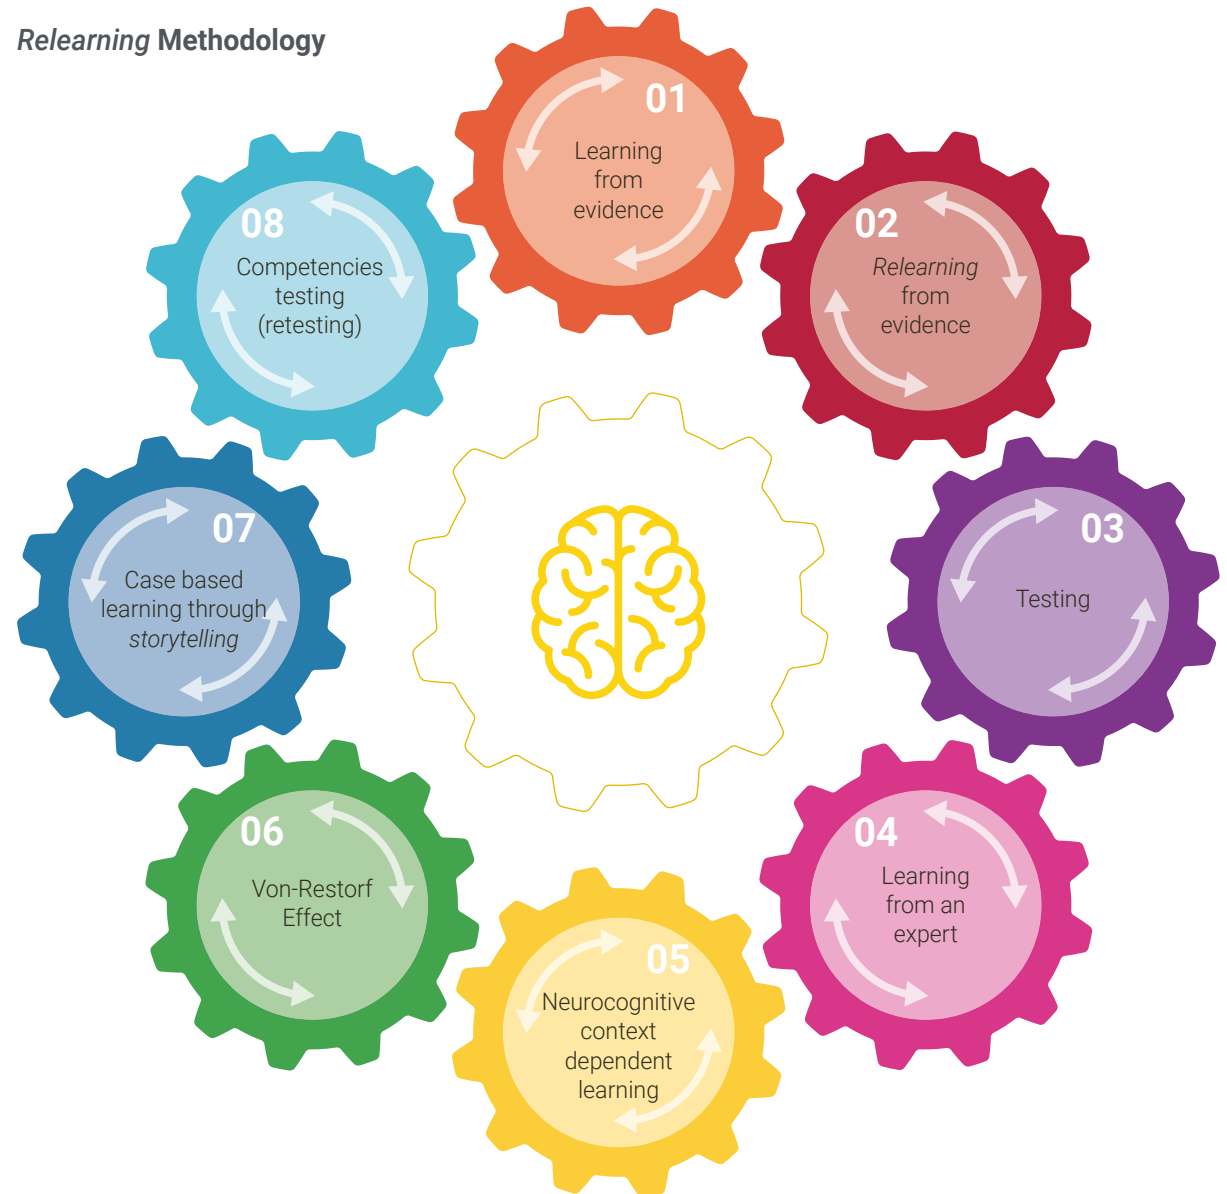 Relearning Methodology
01
Learning
from
evidence
02
Relearning
from
evidence
03
Testing
04
Learning
from an
expert
05
Neurocognitive
context
dependent
learning
06
Von-Restorf
Effect
07
Case based
learning through
storytelling
08
Competencies
testing
(retesting)